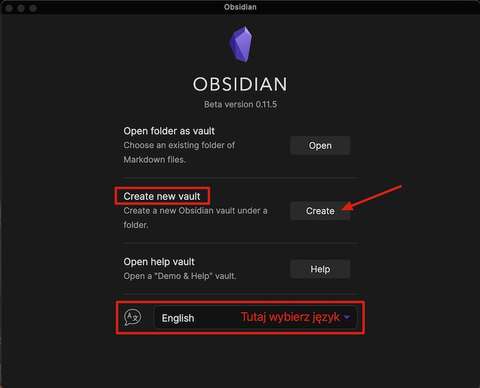 Obsidian
OBSIDIAN
Beta version 0.11.5
Open folder as vault
Choose an existing folder of
Markdown files.
Open
Create new vault
Create a new Obsidian vault under a
folder.
Create
Open help vault
Open a "Demo & Help" vault.
Help
English
Tutaj wybierz język